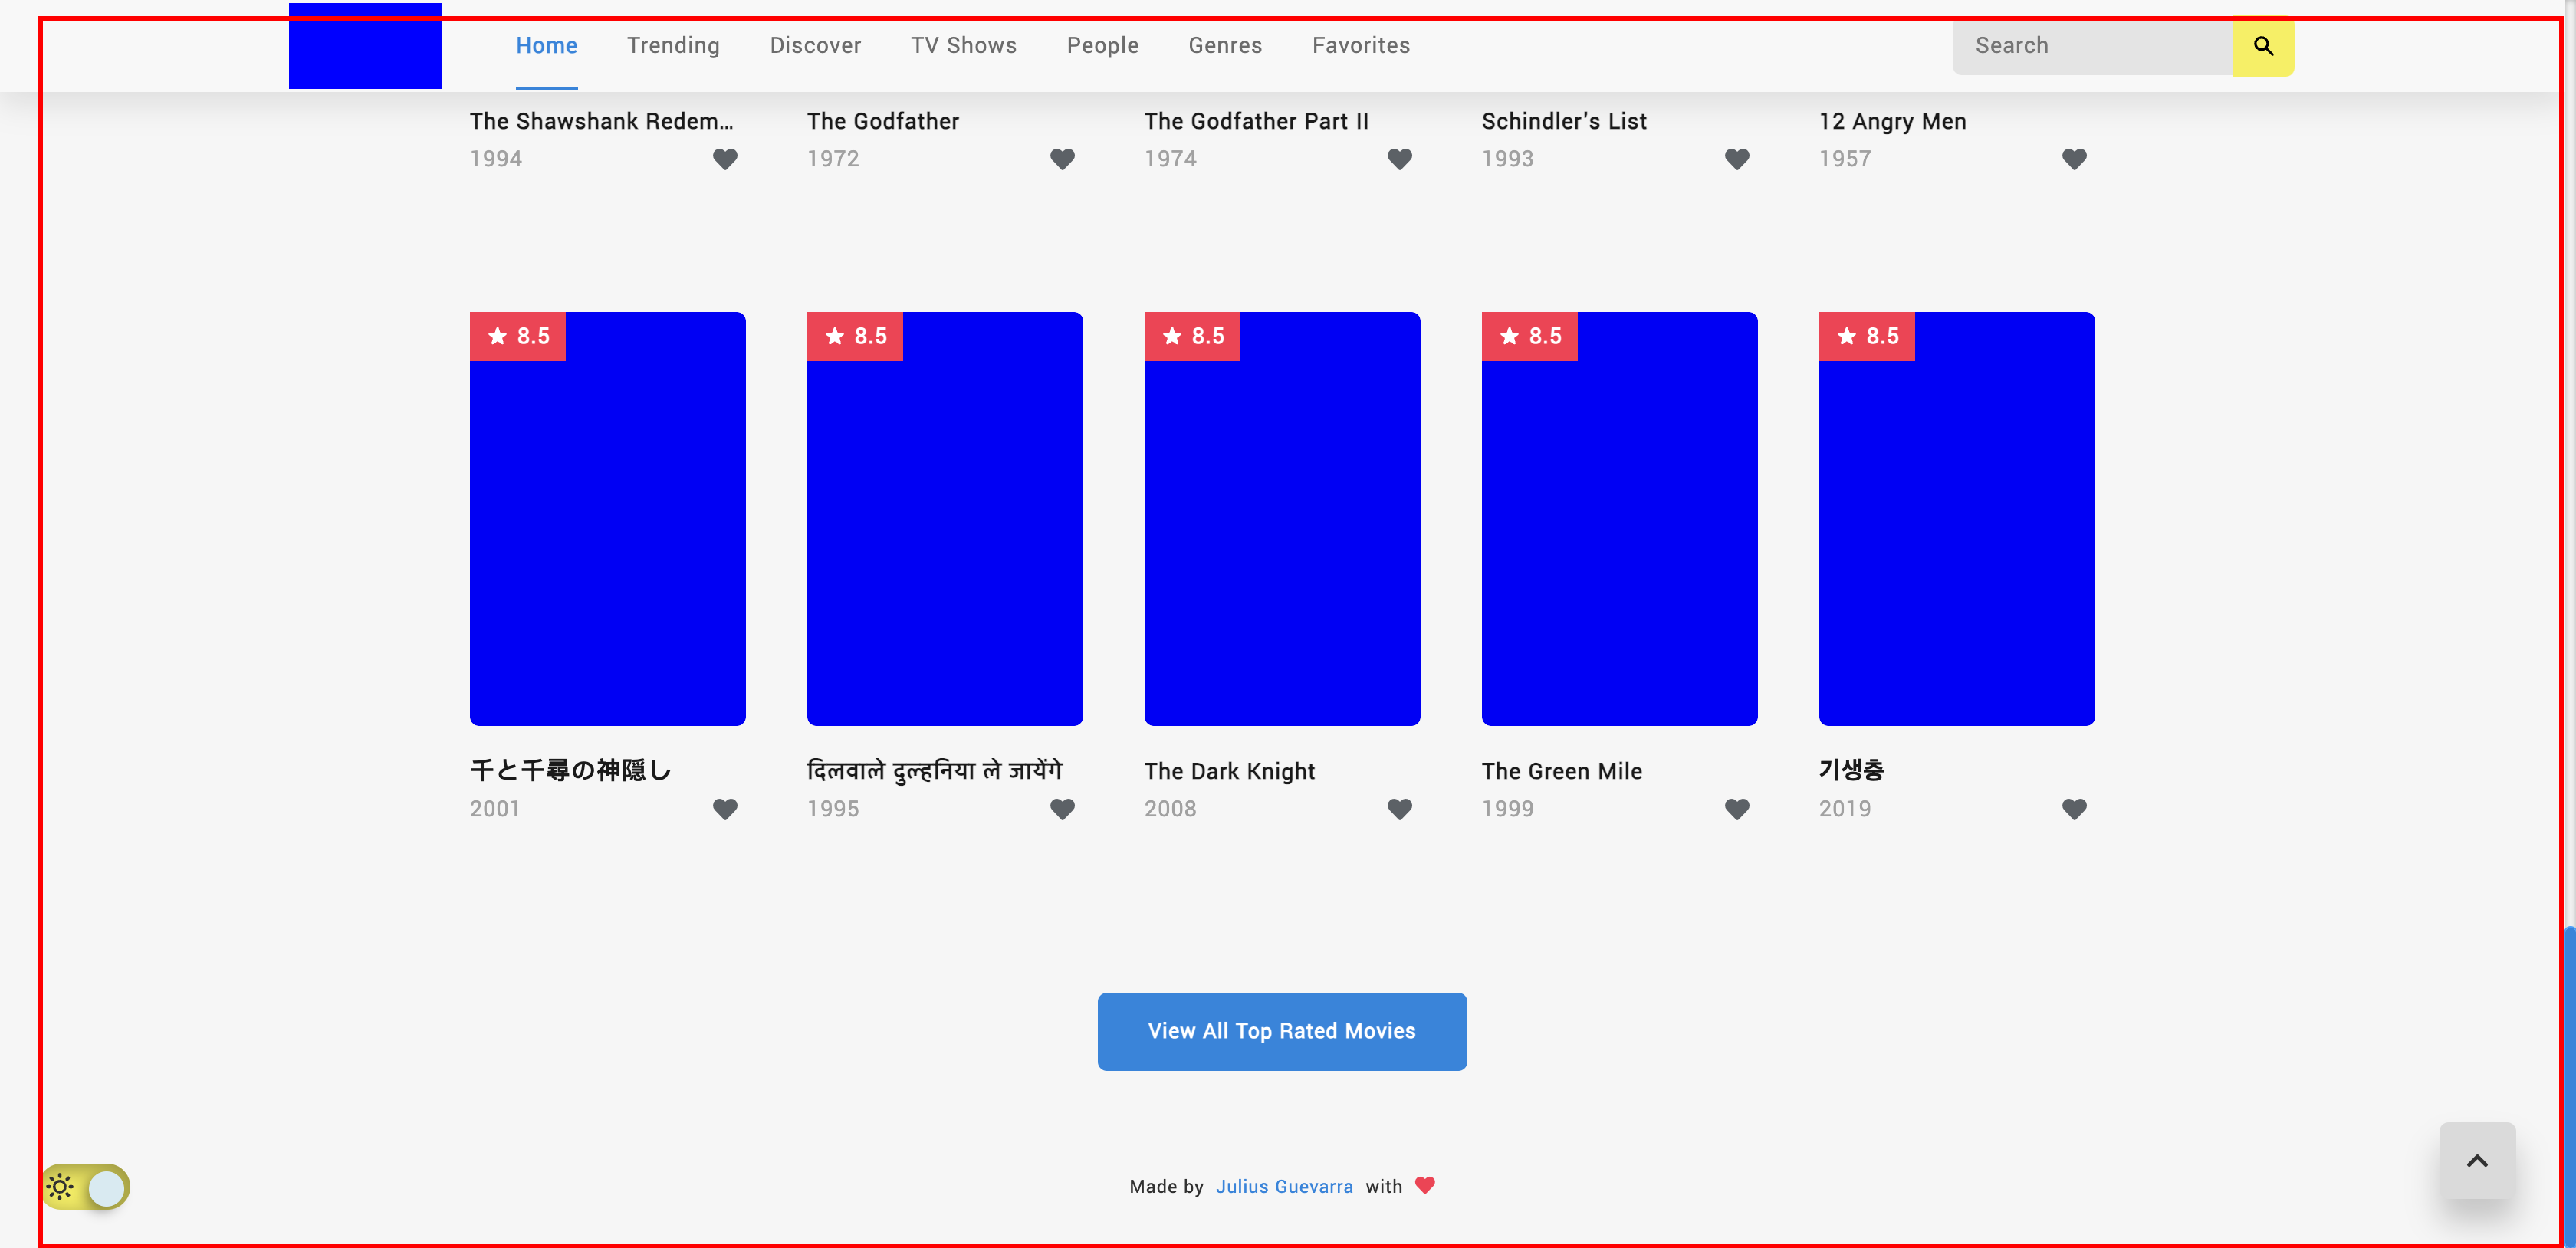 Home Trending Discover TV Shows People Genres Favorites Search
The Shawshank Redem... The Godfather The Godfather Part II Schindler's List 12 Angry Men
1994 1972 1974 1993 1957
8.5 8.5 8.5 8.5 8.5
千と千尋の神隠し दिलवाले दुल्हनिया ले जायेंगे The Dark Knight The Green Mile 기생충
2001 1995 2008 1999 2019
View All Top Rated Movies
Made by Julius Guevarra with